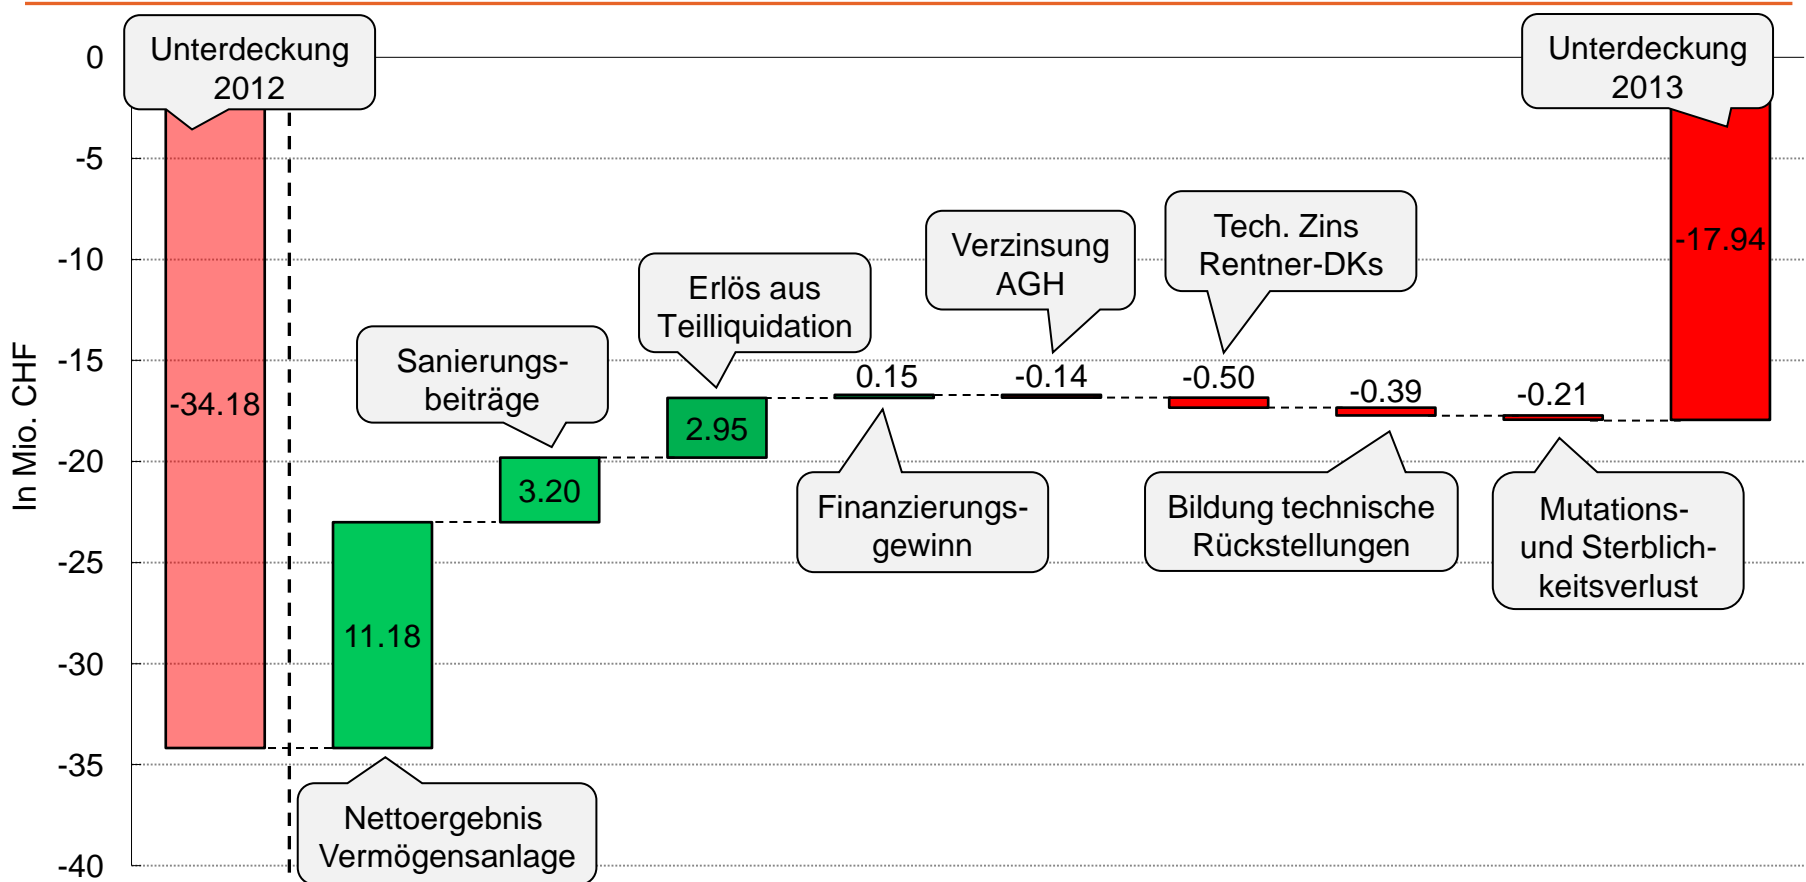 Unterdeckung
2012
Unterdeckung
2013
0
-5
-10
-15
-20
-25
-30
-35
-40
In Mio. CHF
-34.18
11.18
3.20
2.95
0.15
-0.14
-0.50
-0.39
-0.21
-17.94
Nettoergebnis
Vermögensanlage
Sanierungs-
beiträge
Erlös aus
Teilliquidation
Finanzierungs-
gewinn
Verzinsung
AGH
Tech. Zins
Rentner-DKs
Bildung technische
Rückstellungen
Mutations-
und Sterblich-
keitsverlust